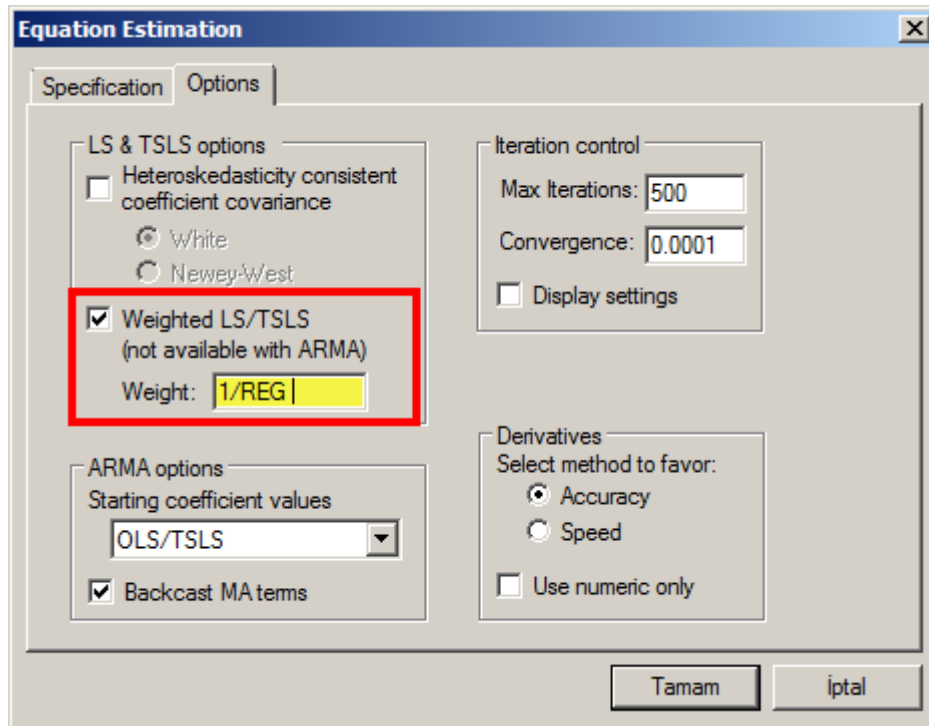 Equation Estimation
Specification
Options
LS & TSLS options
Heteroskedasticity consistent
coefficient covariance
White
Newey-West
Weighted LS/TSLS
(not available with ARMA)
Weight: 1/REG
ARMA options
Starting coefficient values
OLS/TSLS
Backcast MA terms
Iteration control
Max Iterations: 500
Convergence: 0.0001
Display settings
Derivatives
Select method to favor:
Accuracy
Speed
Use numeric only
Tamam
İptal